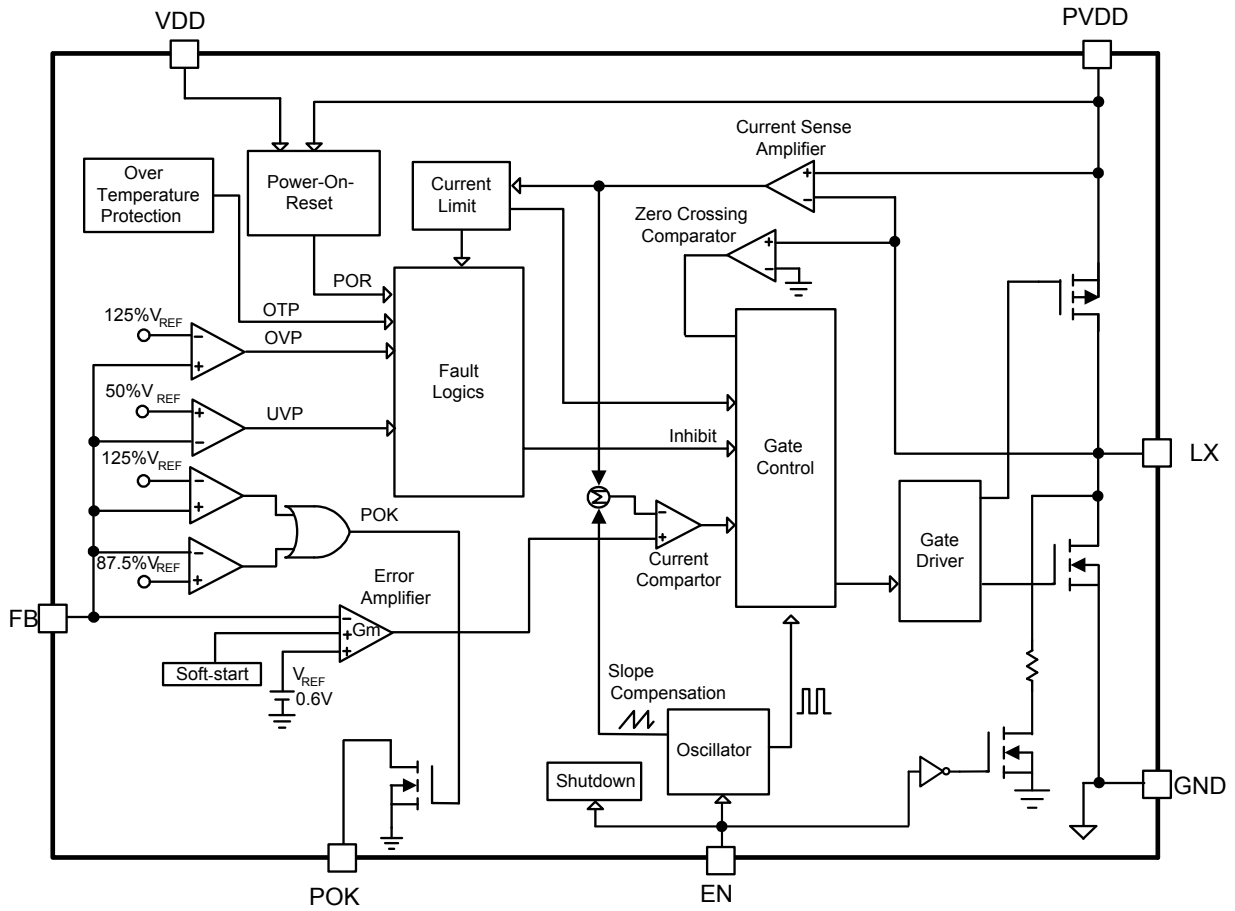 VDD
PVDD
Current Sense
Amplifier
Over
Temperature
Protection
Power-On-
Reset
Current
Limit
Zero Crossing
Comparator
POR
OTP
125%VREF
OVP
Fault
Logics
50%V REF
UVP
Inhibit
Gate
Control
LX
125%VREF
POK
Gate
Driver
87.5%VREF
Σ
Current
Compartor
Error
Amplifier
FB
Gm
Soft-start
VREF
0.6V
Slope
Compensation
Oscillator
Shutdown
GND
POK
EN